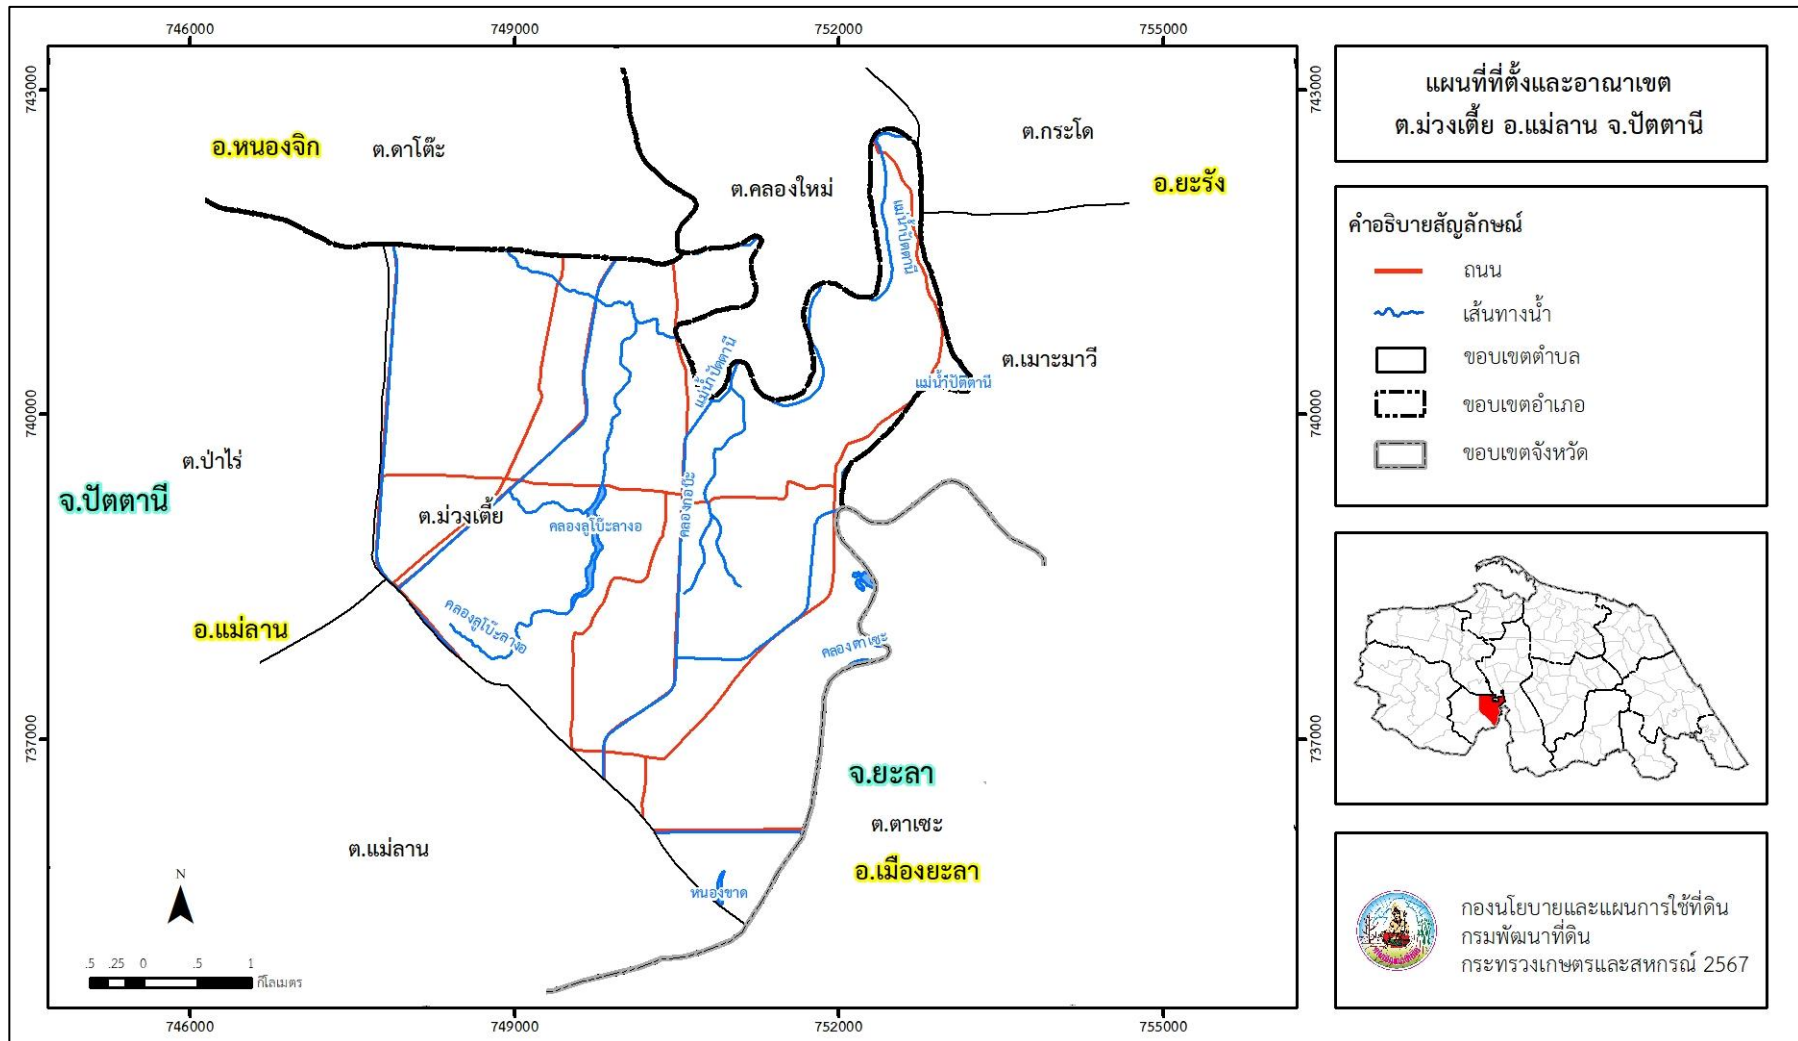 746000
749000
752000
755000
743000
743000
แผนที่ที่ตั้งและอาณาเขต
ต.ม่วงเตี้ย อ.แม่ลาน จ.ปัตตานี
อ.หนองจิก
ต.ดาโต๊ะ
ต.กระโด
ต.คลองใหม่
อ.ยะรัง
คำอธิบายสัญลักษณ์
ถนน
เส้นทางน้ำ
ขอบเขตตำบล
ขอบเขตอำเภอ
ขอบเขตจังหวัด
แม่น้ำปัตตานี
แม่น้ำปัตตานี
ต.เมาะมาวี
แม่น้ำปัตตานี
740000
740000
ต.ป่าไร่
จ.ปัตตานี
ต.ม่วงเตี้ย
คลองลูโบ๊ะลางอ
คลองกอป๊ะ
คลองลูโบ๊ะลางอ
อ.แม่ลาน
คลองตาเซะ
737000
737000
จ.ยะลา
ต.ตาเซะ
ต.แม่ลาน
อ.เมืองยะลา
หนองขาด
N
.5 .25 0 .5 1
กิโลเมตร
กองนโยบายและแผนการใช้ที่ดิน
กรมพัฒนาที่ดิน
กระทรวงเกษตรและสหกรณ์ 2567
746000
749000
752000
755000